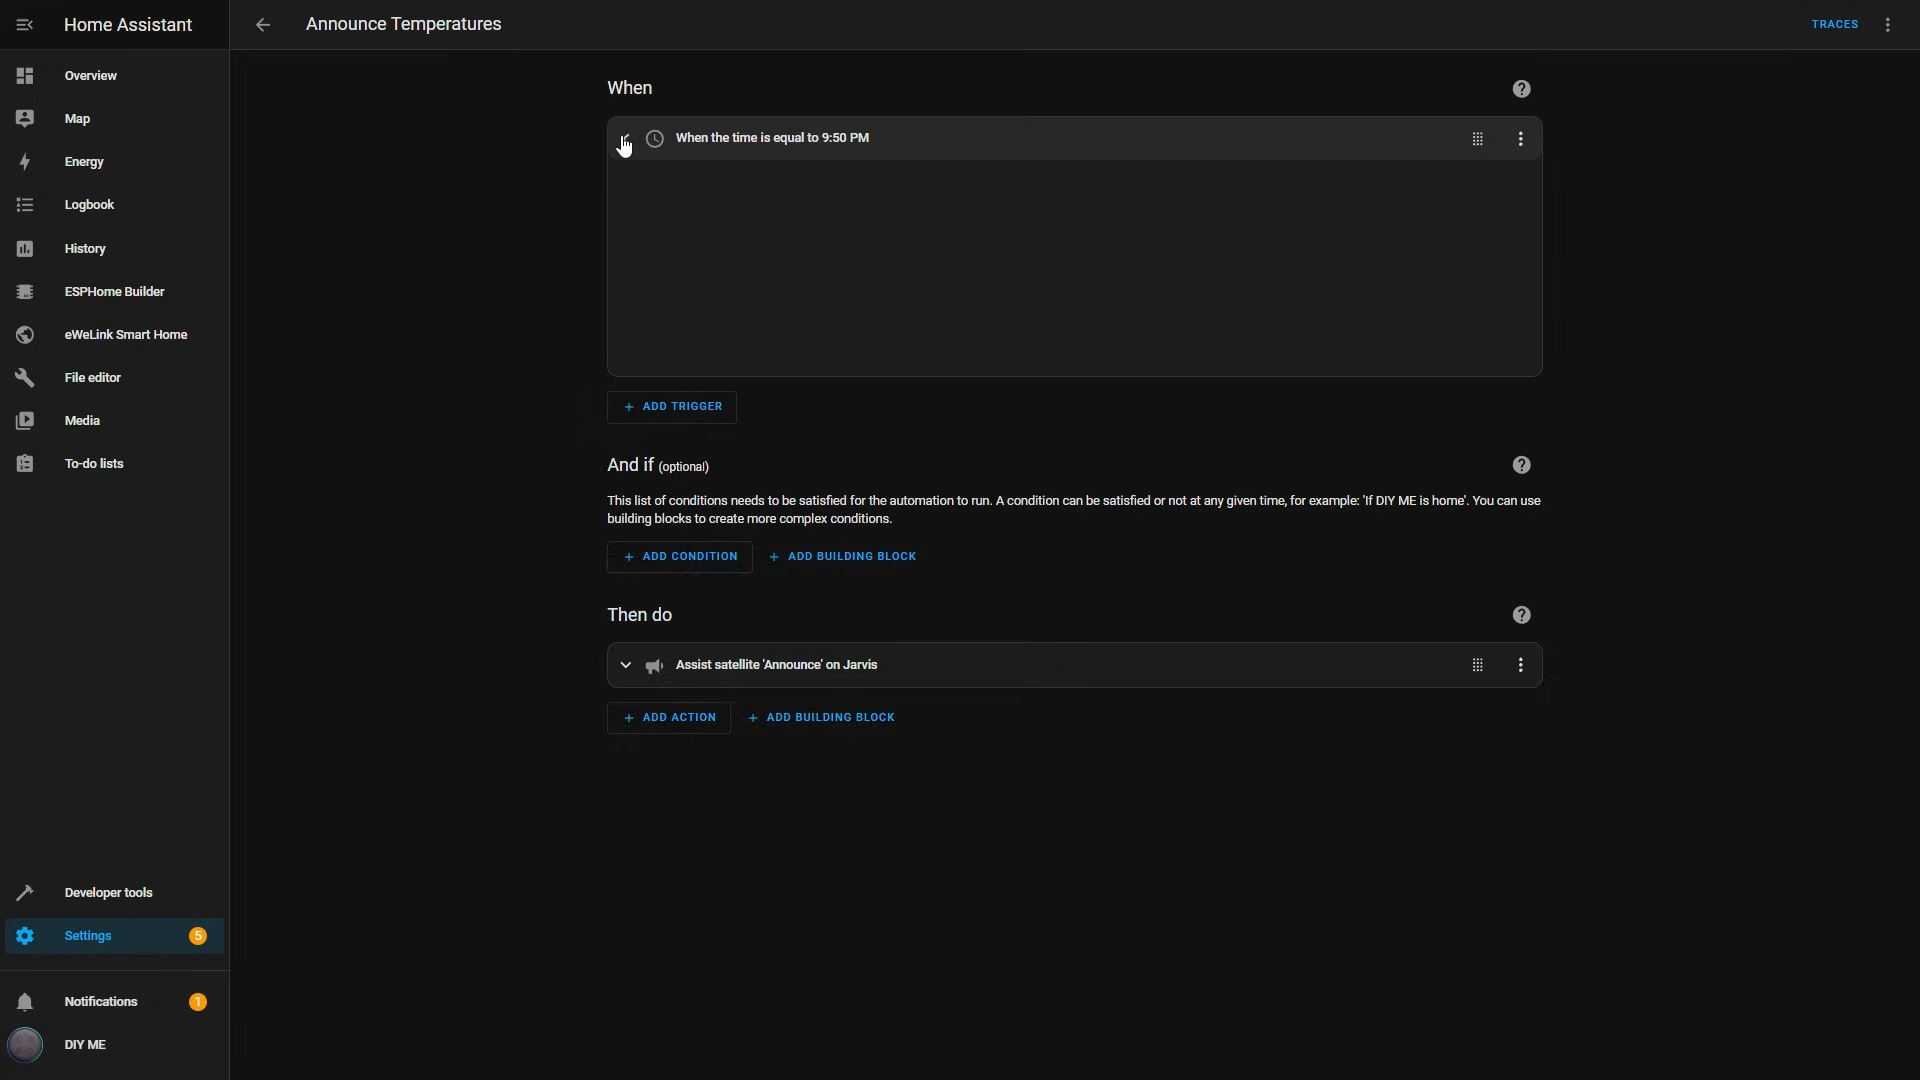 Home Assistant
Announce Temperatures
TRACES
Overview
Map
Energy
Logbook
History
ESPHome Builder
eWeLink Smart Home
File editor
Media
To-do lists
Developer tools
Settings 5
Notifications 1
DIY ME
When
When the time is equal to 9:50 PM
+ ADD TRIGGER
And if (optional)
This list of conditions needs to be satisfied for the automation to run. A condition can be satisfied or not at any given time, for example: 'If DIY ME is home'. You can use
building blocks to create more complex conditions.
+ ADD CONDITION + ADD BUILDING BLOCK
Then do
Assist satellite 'Announce' on Jarvis
+ ADD ACTION + ADD BUILDING BLOCK